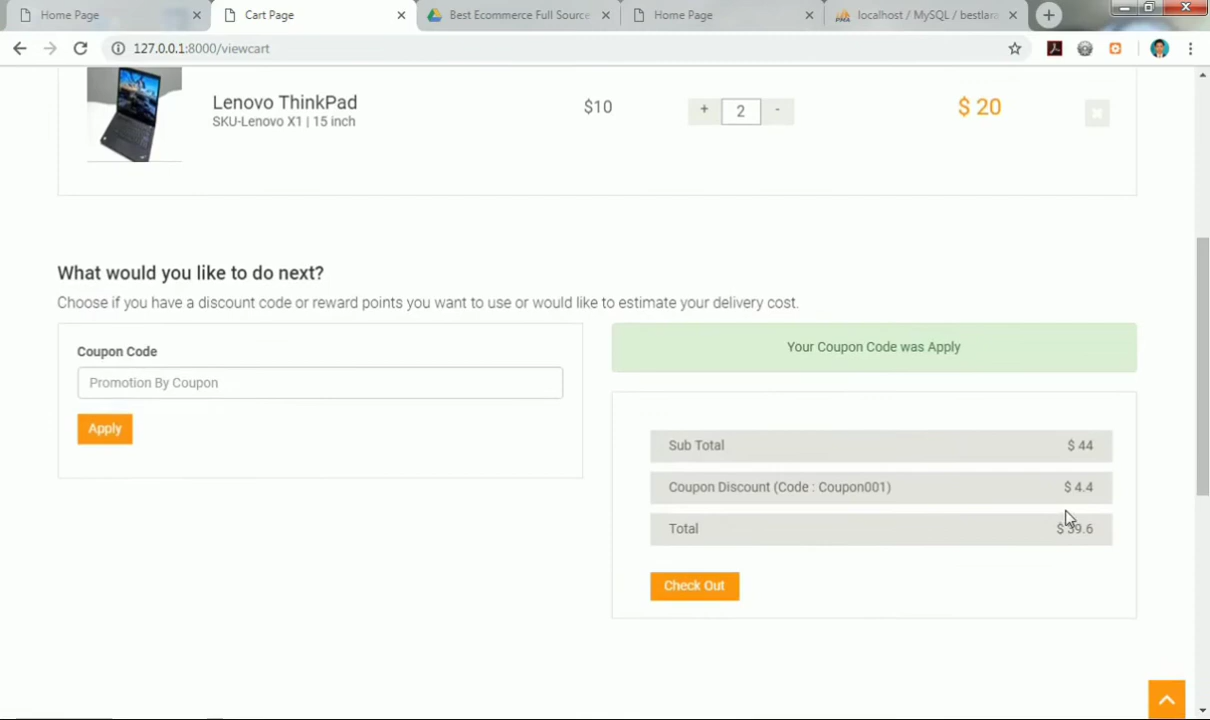 Home Page
Cart Page
Best Ecommerce Full Source
Home Page
localhost / MySQL / bestlara
127.0.0.1:8000/viewcart
Lenovo ThinkPad
$10
+ 2 -
$ 20
SKU-Lenovo X1 | 15 inch
What would you like to do next?
Choose if you have a discount code or reward points you want to use or would like to estimate your delivery cost.
Coupon Code
Promotion By Coupon
Apply
Your Coupon Code was Apply
Sub Total $ 44
Coupon Discount (Code : Coupon001) $ 4.4
Total $ 39.6
Check Out